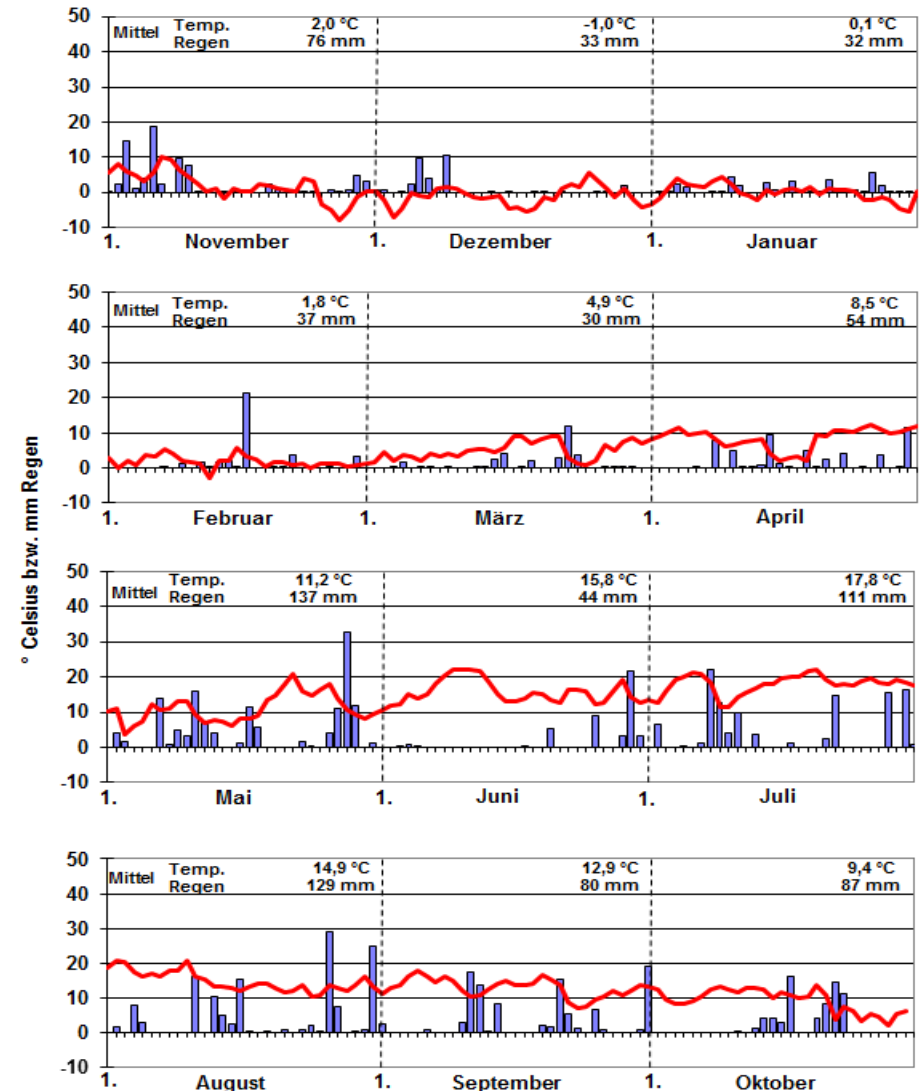 ° Celsius bzw. mm Regen
50
Mittel Temp. 2,0 °C -1,0 °C 0,1 °C
Regen 76 mm 33 mm 32 mm
40
30
20
10
0
-10
1. November 1. Dezember 1. Januar
50
Mittel Temp. 1,8 °C 4,9 °C 8,5 °C
Regen 37 mm 30 mm 54 mm
40
30
20
10
0
-10
1. Februar 1. März 1. April
50
Mittel Temp. 11,2 °C 15,8 °C 17,8 °C
Regen 137 mm 44 mm 111 mm
40
30
20
10
0
-10
1. Mai 1. Juni 1. Juli
50
Mittel Temp. 14,9 °C 12,9 °C 9,4 °C
Regen 129 mm 80 mm 87 mm
40
30
20
10
0
-10
1. August 1. September 1. Oktober